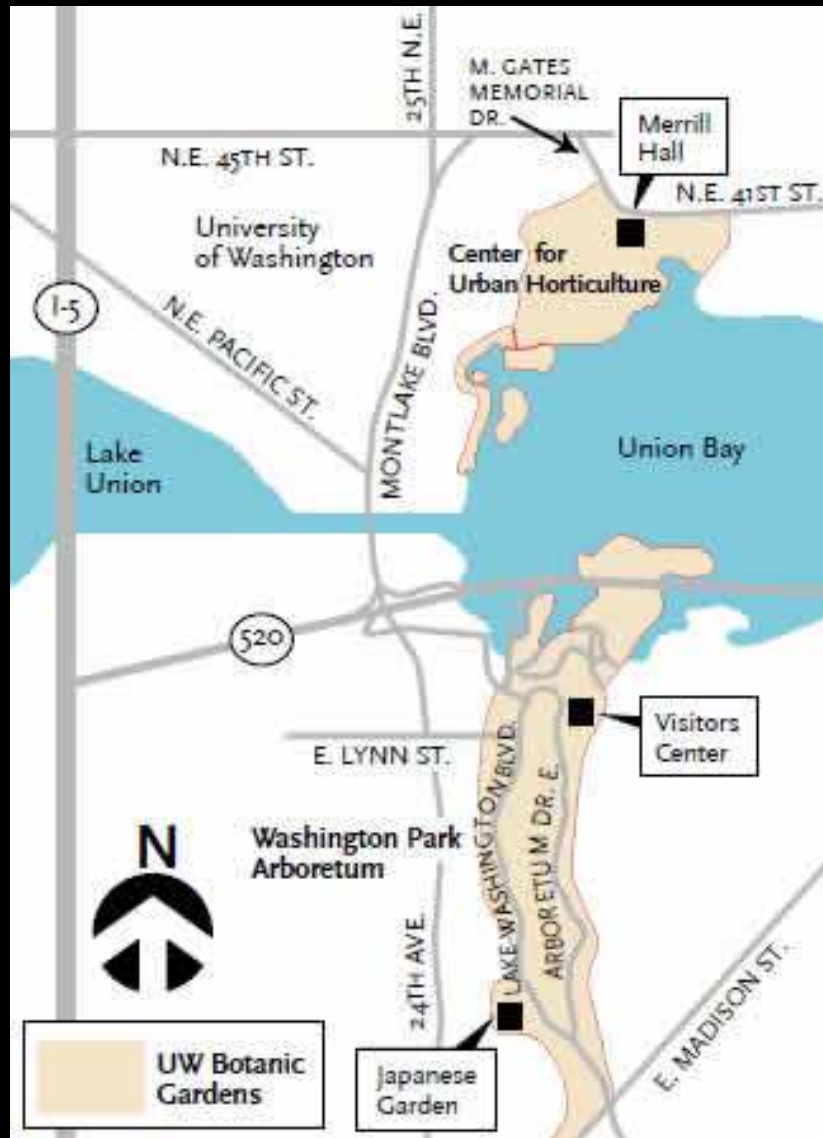 25TH N.E.
M. GATES
MEMORIAL
DR.
Merrill
Hall
N.E. 45TH ST.
N.E. 41ST ST.
University
of Washington
Center for
Urban Horticulture
I-5
N.E. PACIFIC ST.
MONTLAKE BLVD.
Lake
Union
Union Bay
520
Visitors
Center
E. LYNN ST.
LAKE WASHINGTON BLVD.
ARBORETUM DR. E.
Washington Park
Arboretum
N
24TH AVE.
E. MADISON ST.
UW Botanic
Gardens
Japanese
Garden